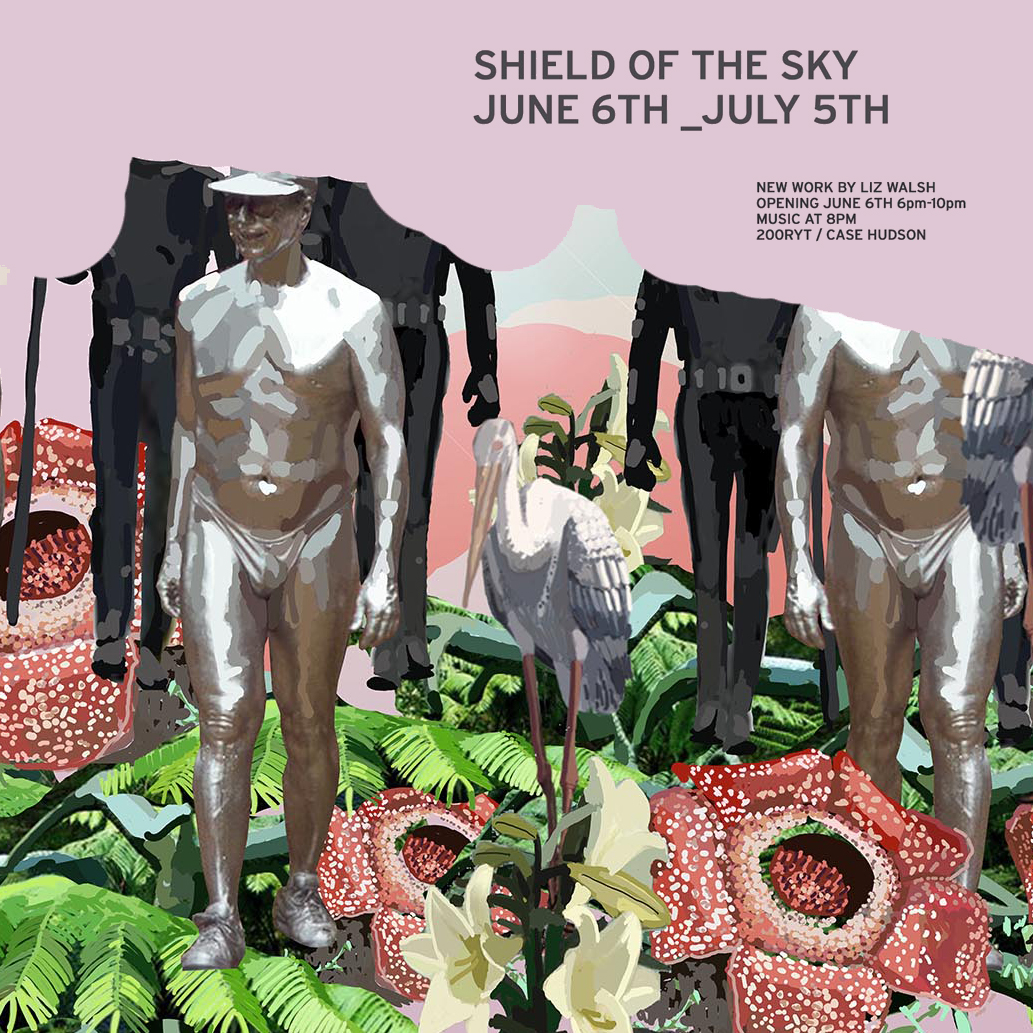 SHIELD OF THE SKY
JUNE 6TH _JULY 5TH
NEW WORK BY LIZ WALSH
OPENING JUNE 6TH 6pm-10pm
MUSIC AT 8PM
200RYT / CASE HUDSON